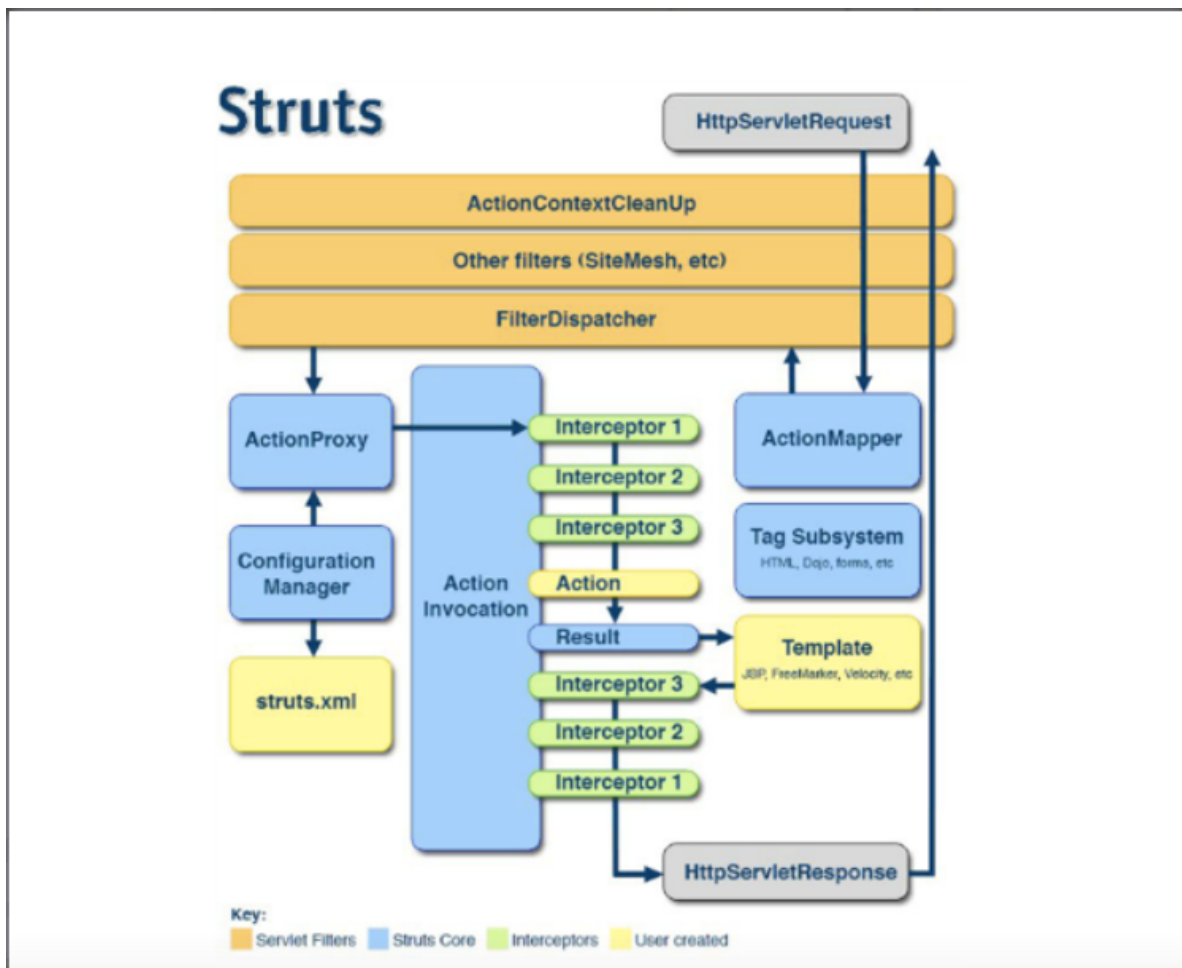 Struts
HttpServletRequest
ActionContextCleanUp
Other filters (SiteMesh, etc)
FilterDispatcher
ActionProxy
Interceptor 1
ActionMapper
Interceptor 2
Interceptor 3
Tag Subsystem
HTML, Dojo, forms, etc
Configuration
Manager
Action
Invocation
Action
Result
Template
JSP, FreeMarker, Velocity, etc
struts.xml
Interceptor 3
Interceptor 2
Interceptor 1
HttpServletResponse
Key:
Servlet Filters
Struts Core
Interceptors
User created